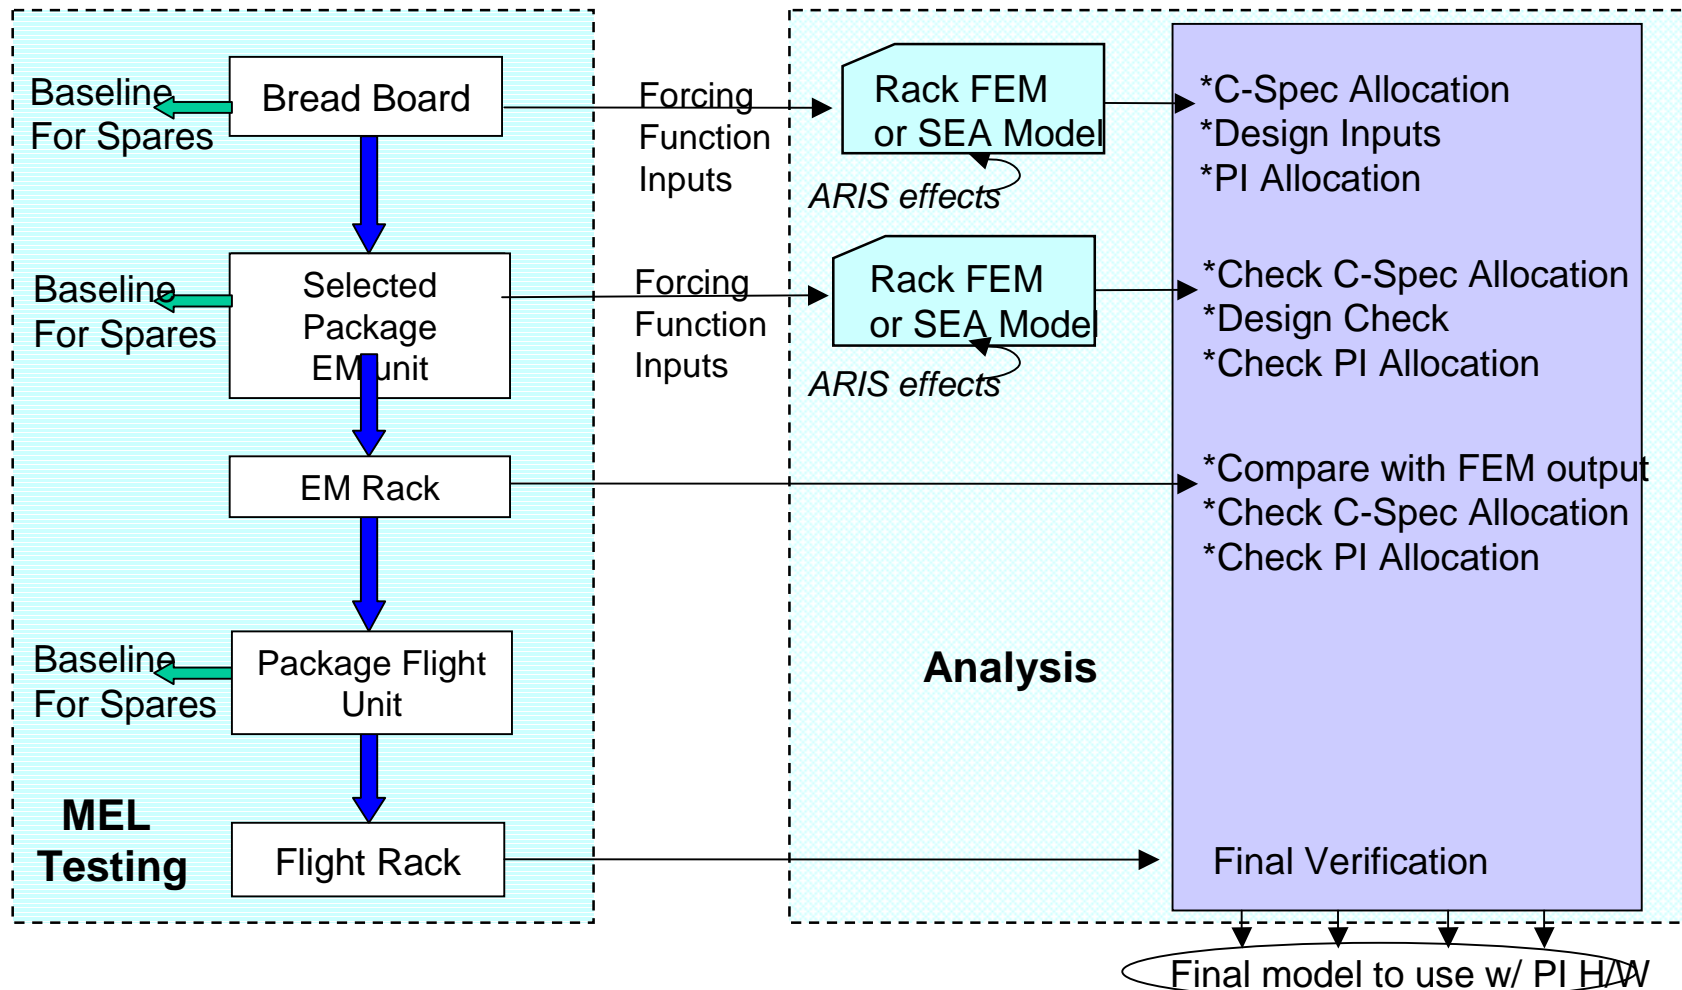 Baseline
For Spares
Bread Board
Forcing
Function
Inputs
Rack FEM
or SEA Model
ARIS effects
*C-Spec Allocation
*Design Inputs
*PI Allocation
Baseline
For Spares
Selected
Package
EM unit
Forcing
Function
Inputs
Rack FEM
or SEA Model
ARIS effects
*Check C-Spec Allocation
*Design Check
*Check PI Allocation
EM Rack
*Compare with FEM output
*Check C-Spec Allocation
*Check PI Allocation
Baseline
For Spares
Package Flight
Unit
Analysis
MEL
Testing
Flight Rack
Final Verification
Final model to use w/ PI H/W